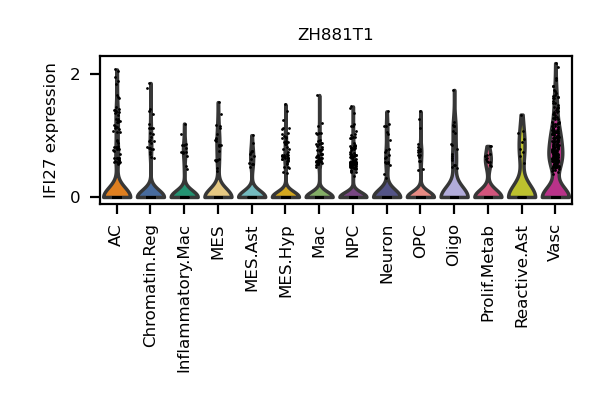 ZH881T1
IFI27 expression
2
0
AC
Chromatin.Reg
Inflammatory.Mac
MES
MES.Ast
MES.Hyp
Mac
NPC
Neuron
OPC
Oligo
Prolif.Metab
Reactive.Ast
Vasc